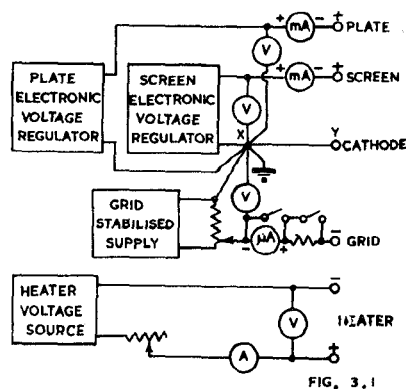 + mA - +
PLATE
V
PLATE
ELECTRONIC
VOLTAGE
REGULATOR
SCREEN
ELECTRONIC
VOLTAGE
REGULATOR
+ mA - +
SCREEN
V
X
Y
CATHODE
V
GRID
STABILISED
SUPPLY
- μA + -
GRID
HEATER
VOLTAGE
SOURCE
-
V
HEATER
+
A
FIG. 3.1